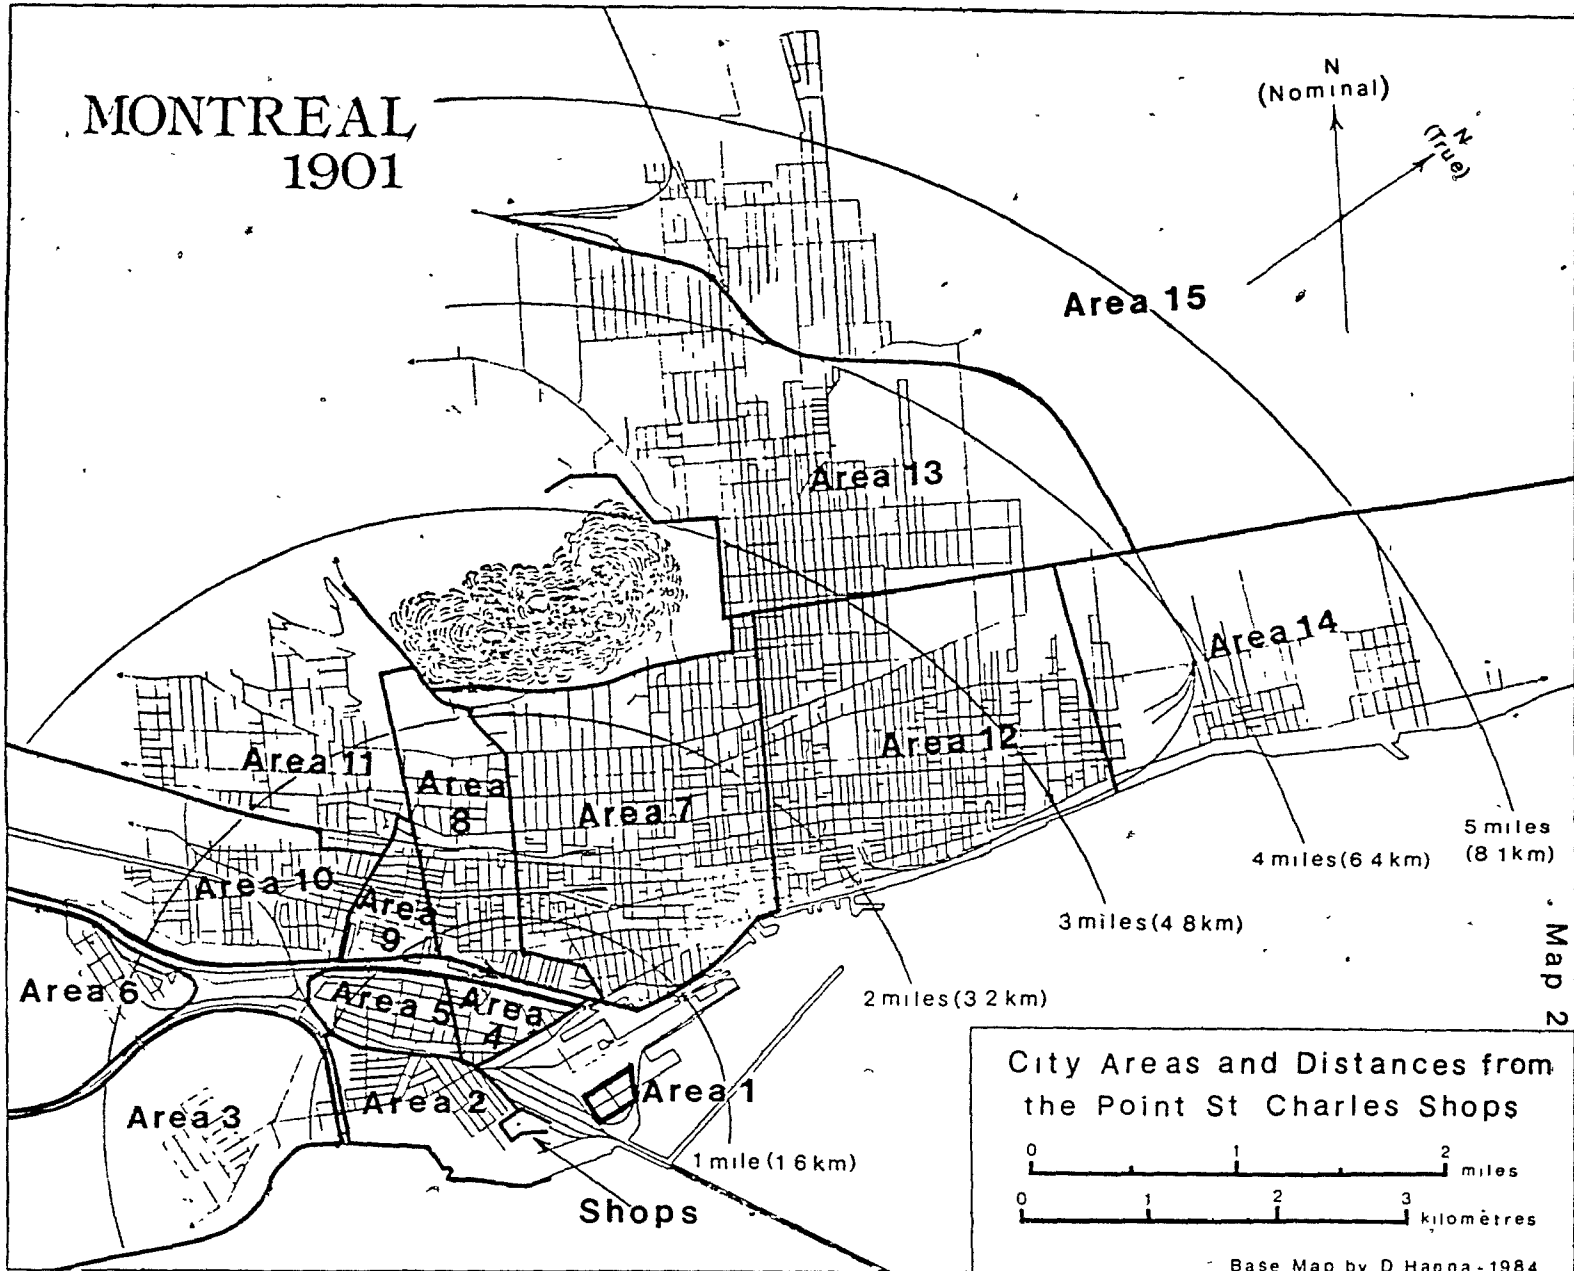 MONTREAL
1901
N
(Nominal)
N
(True)
Area 15
Area 13
Area 14
Area 12
Area 11
Area
8
Area 7
Area 10
Area
9
Area 6
Area 5
Area
4
Area 3
Area 2
Area 1
Shops
1 mile (1 6 km)
2 miles (3 2 km)
3 miles (4 8 km)
4 miles (6 4 km)
5 miles
(8 1 km)
Map 2
City Areas and Distances from
the Point St Charles Shops
0 1 2 miles
0 1 2 3 kilomètres
Base Map by D Hanna - 1984